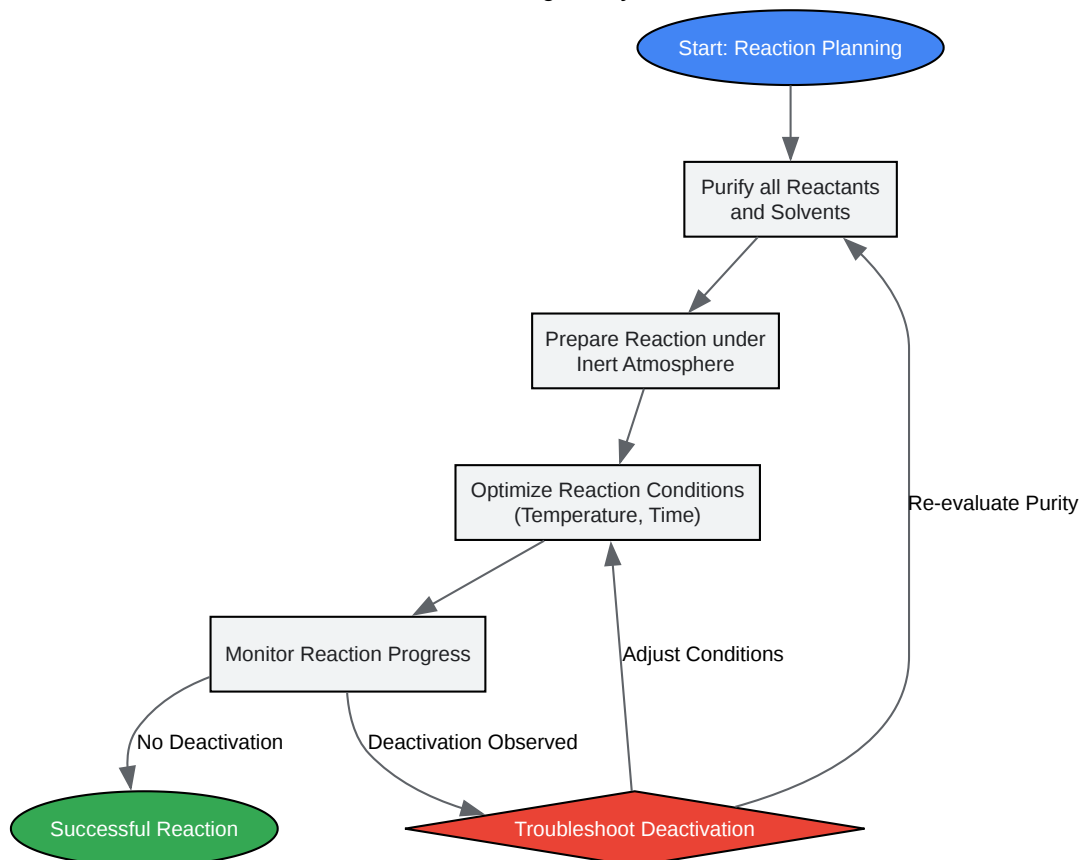 Start: Reaction Planning
Purify all Reactants
and Solvents
Prepare Reaction under
Inert Atmosphere
Optimize Reaction Conditions
(Temperature, Time)
Re-evaluate Purity
Monitor Reaction Progress
Adjust Conditions
No Deactivation
Deactivation Observed
Successful Reaction
Troubleshoot Deactivation